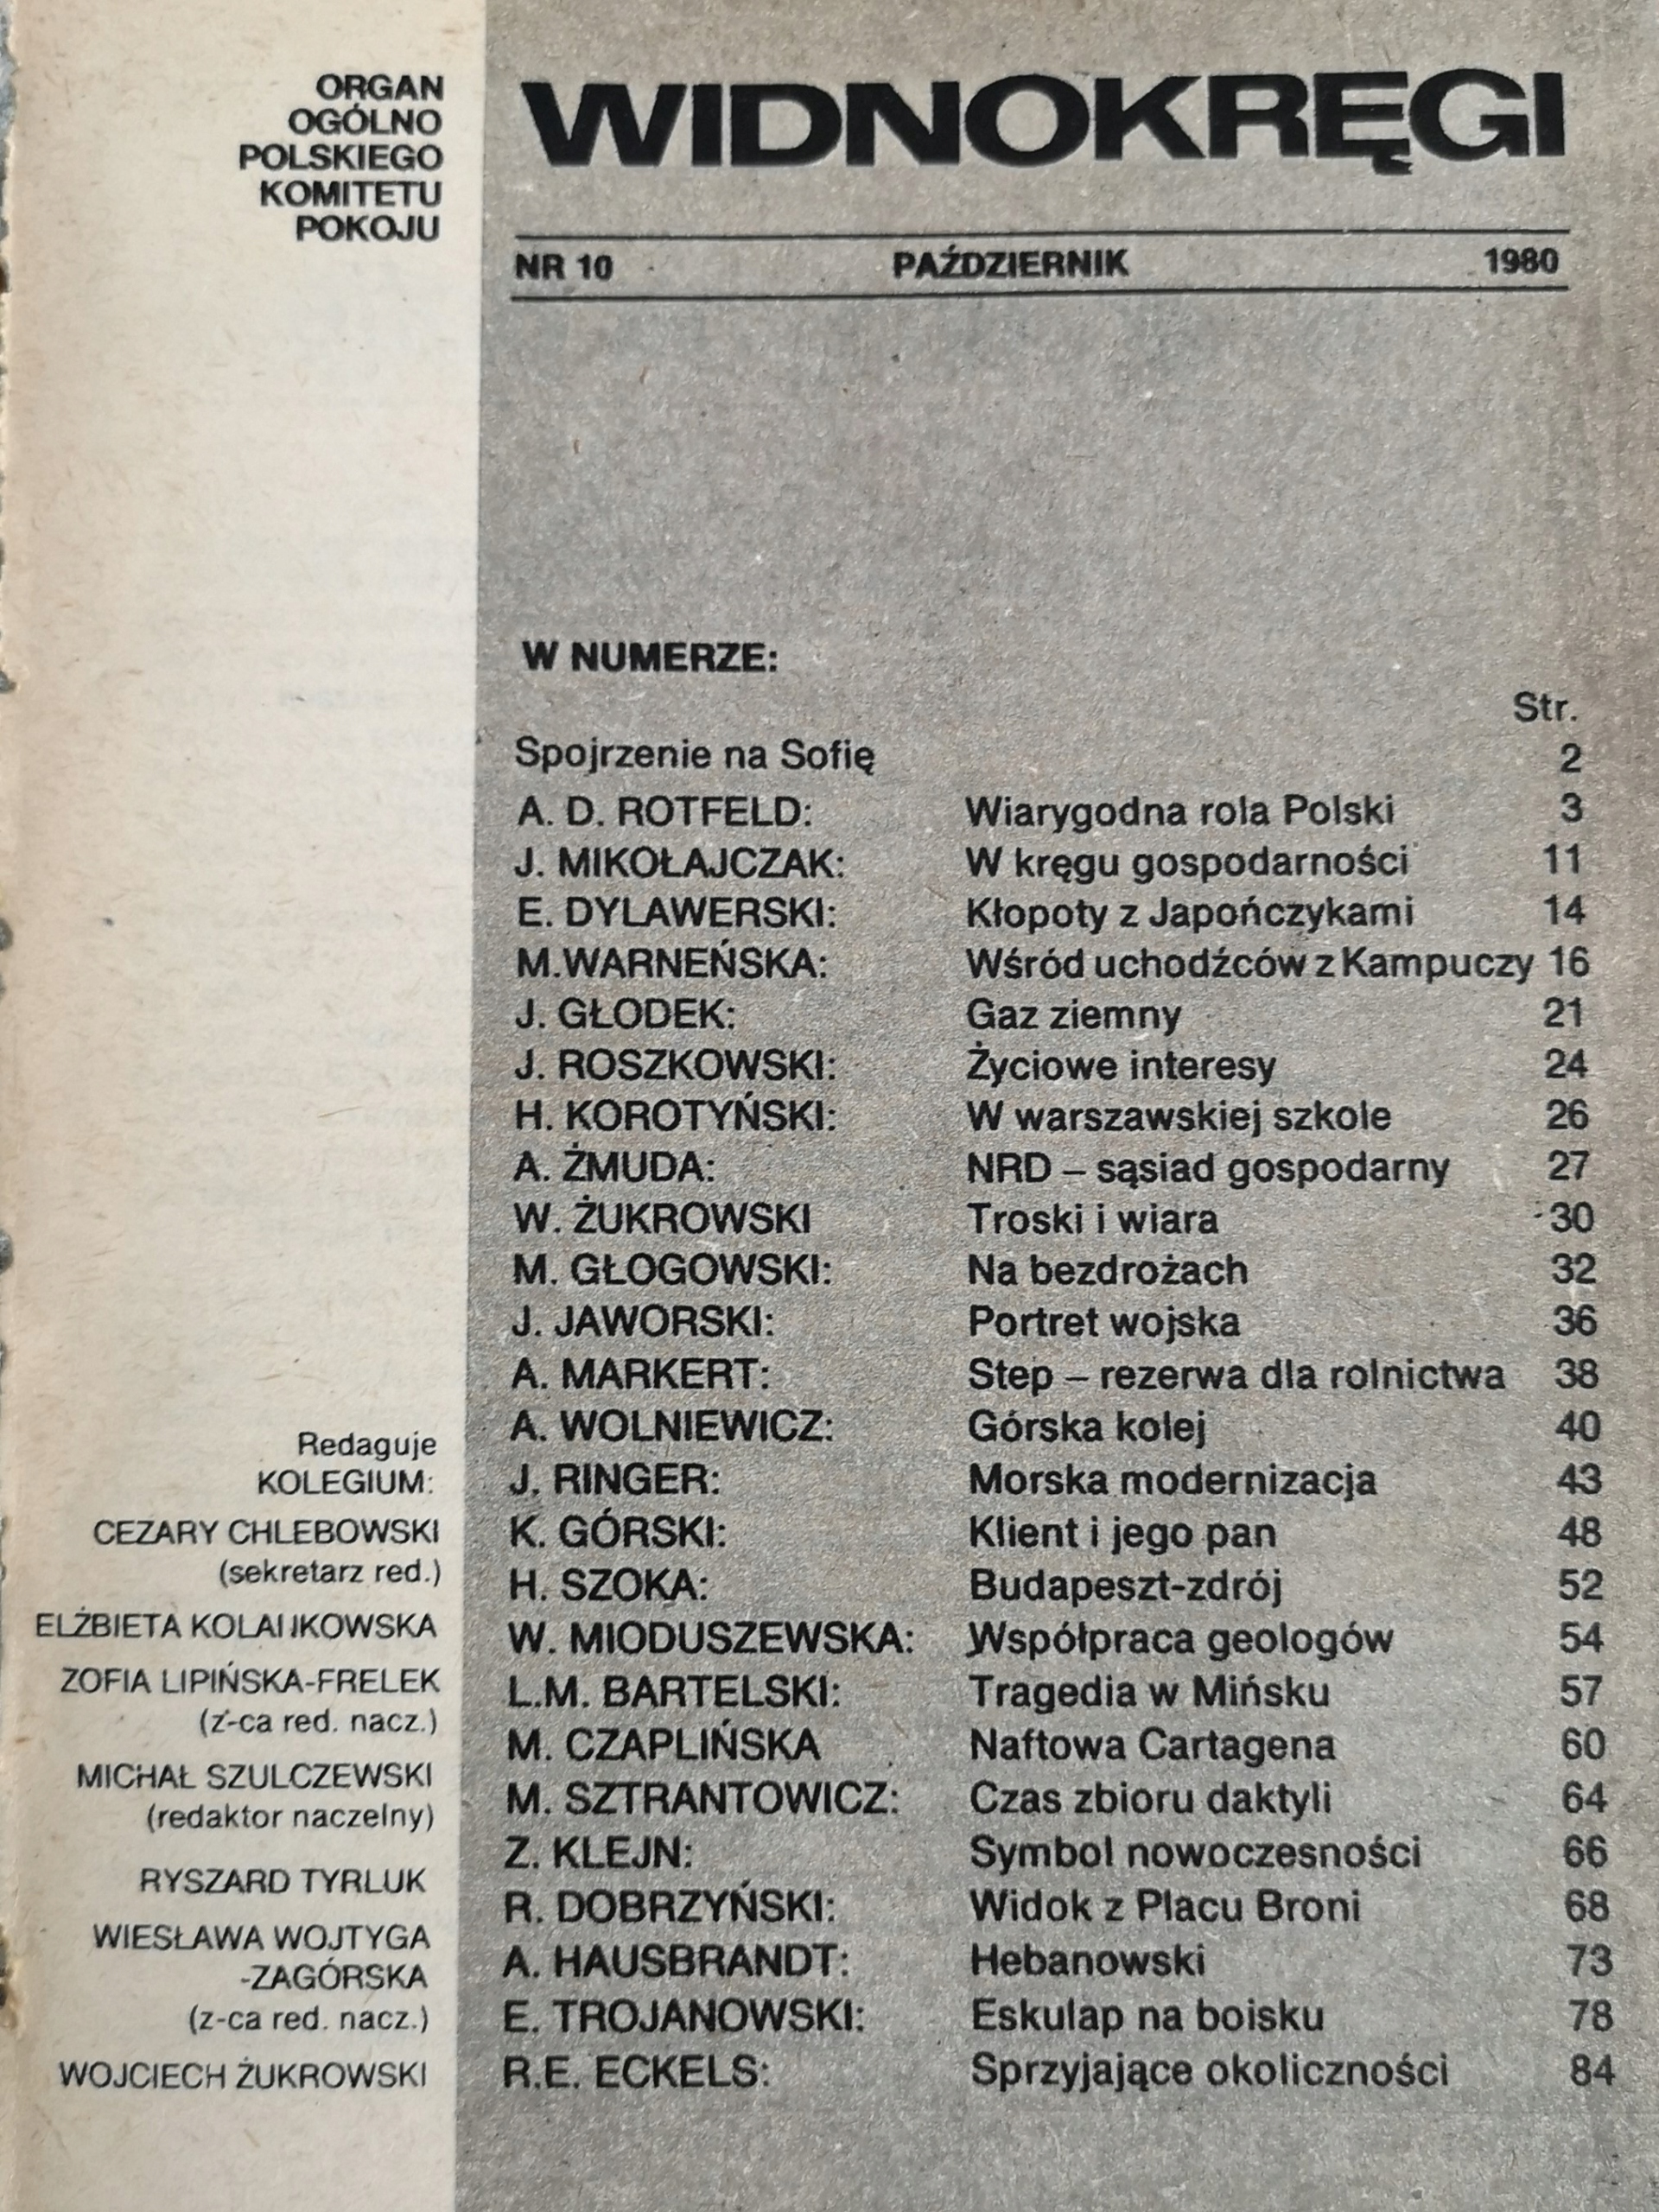 ORGAN
OGÓLNO
POLSKIEGO
KOMITETU
POKOJU
WIDNOKRĘGI
NR 10 PAŹDZIERNIK 1980
W NUMERZE:
Str.
Spojrzenie na Sofię 2
A. D. ROTFELD: Wiarygodna rola Polski 3
J. MIKOŁAJCZAK: W kręgu gospodarności 11
E. DYLAWERSKI: Kłopoty z Japończykami 14
M.WARNEŃSKA: Wśród uchodźców z Kampuczy 16
J. GŁODEK: Gaz ziemny 21
J. ROSZKOWSKI: Życiowe interesy 24
H. KOROTYŃSKI: W warszawskiej szkole 26
A. ŻMUDA: NRD – sąsiad gospodarny 27
W. ŻUKROWSKI Troski i wiara 30
M. GŁOGOWSKI: Na bezdrożach 32
J. JAWORSKI: Portret wojska 36
A. MARKERT: Step – rezerwa dla rolnictwa 38
A. WOLNIEWICZ: Górska kolej 40
J. RINGER: Morska modernizacja 43
K. GÓRSKI: Klient i jego pan 48
H. SZOKA: Budapeszt-zdrój 52
W. MIODUSZEWSKA: Współpraca geologów 54
L.M. BARTELSKI: Tragedia w Mińsku 57
M. CZAPLIŃSKA Naftowa Cartagena 60
M. SZTRANTOWICZ: Czas zbioru daktyli 64
Z. KLEJN: Symbol nowoczesności 66
R. DOBRZYŃSKI: Widok z Placu Broni 68
A. HAUSBRANDT: Hebanowski 73
E. TROJANOWSKI: Eskulap na boisku 78
R.E. ECKELS: Sprzyjające okoliczności 84
Redaguje
KOLEGIUM:
CEZARY CHLEBOWSKI
(sekretarz red.)
ELŻBIETA
ZOFIA LIPIŃSKA-FRELEK
(z-ca red. nacz.)
MICHAŁ SZULCZEWSKI
(redaktor naczelny)
RYSZARD TYRLUK
WIESŁAWA WOJTYGA
-ZAGÓRSKA
(z-ca red. nacz.)
WOJCIECH ŻUKROWSKI